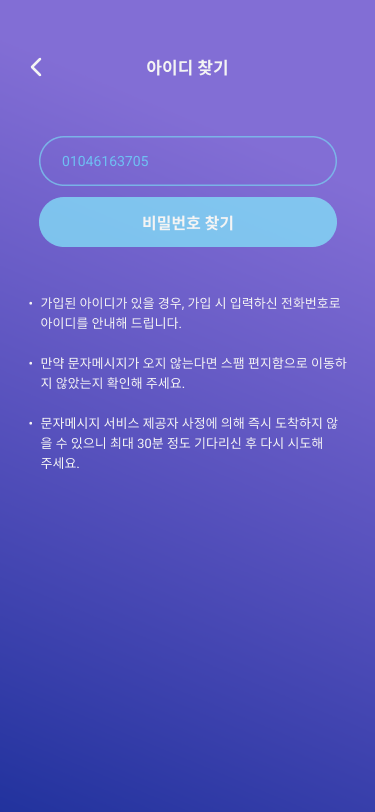 아이디 찾기
01046163705
비밀번호 찾기
• 가입된 아이디가 있을 경우, 가입 시 입력하신 전화번호로
아이디를 안내해 드립니다.
• 만약 문자메시지가 오지 않는다면 스팸 편지함으로 이동하
지 않았는지 확인해 주세요.
• 문자메시지 서비스 제공자 사정에 의해 즉시 도착하지 않
을 수 있으니 최대 30분 정도 기다리신 후 다시 시도해
주세요.